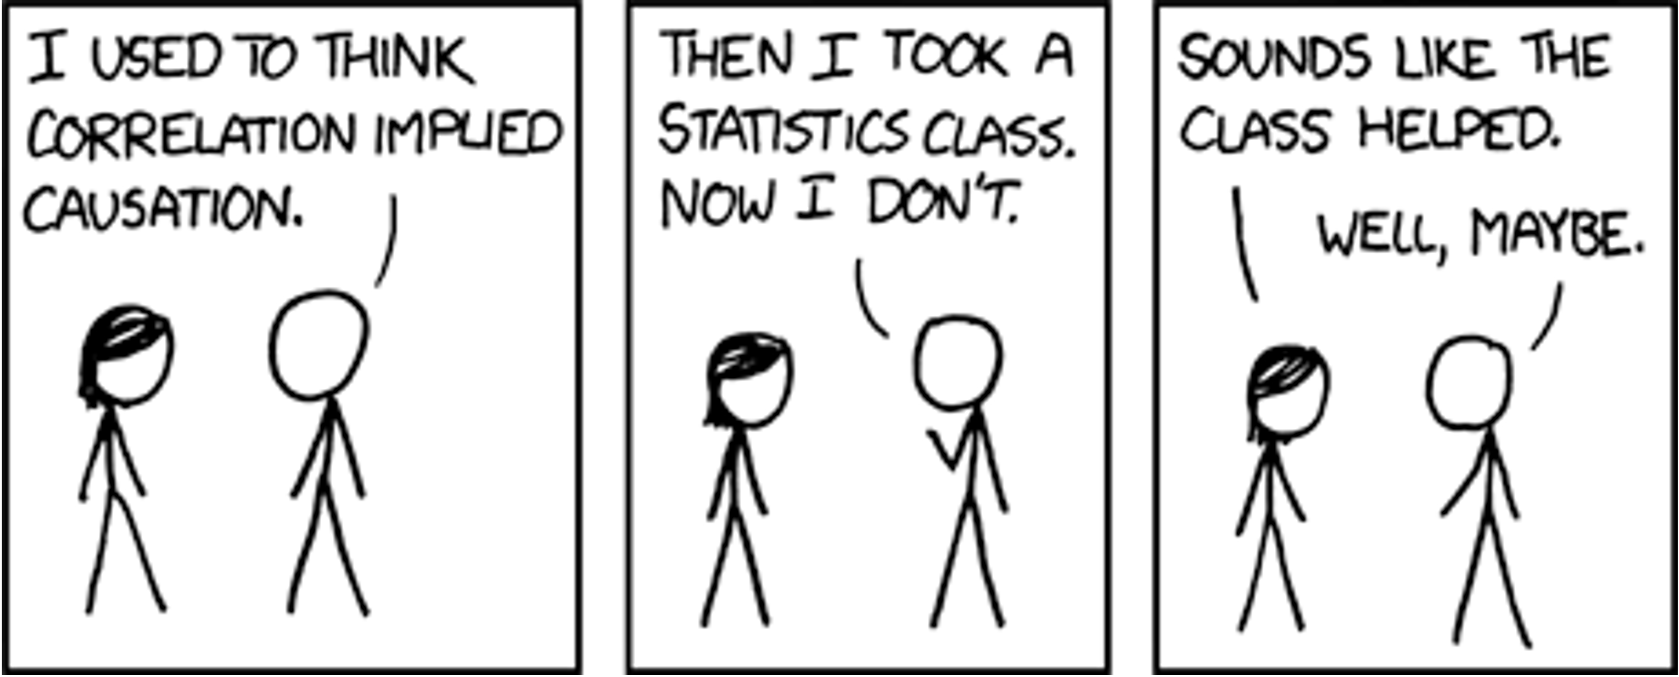 I USED TO THINK
CORRELATION IMPLIED
CAUSATION.
THEN I TOOK A
STATISTICS CLASS.
NOW I DON'T.
SOUNDS LIKE THE
CLASS HELPED.
WELL, MAYBE.